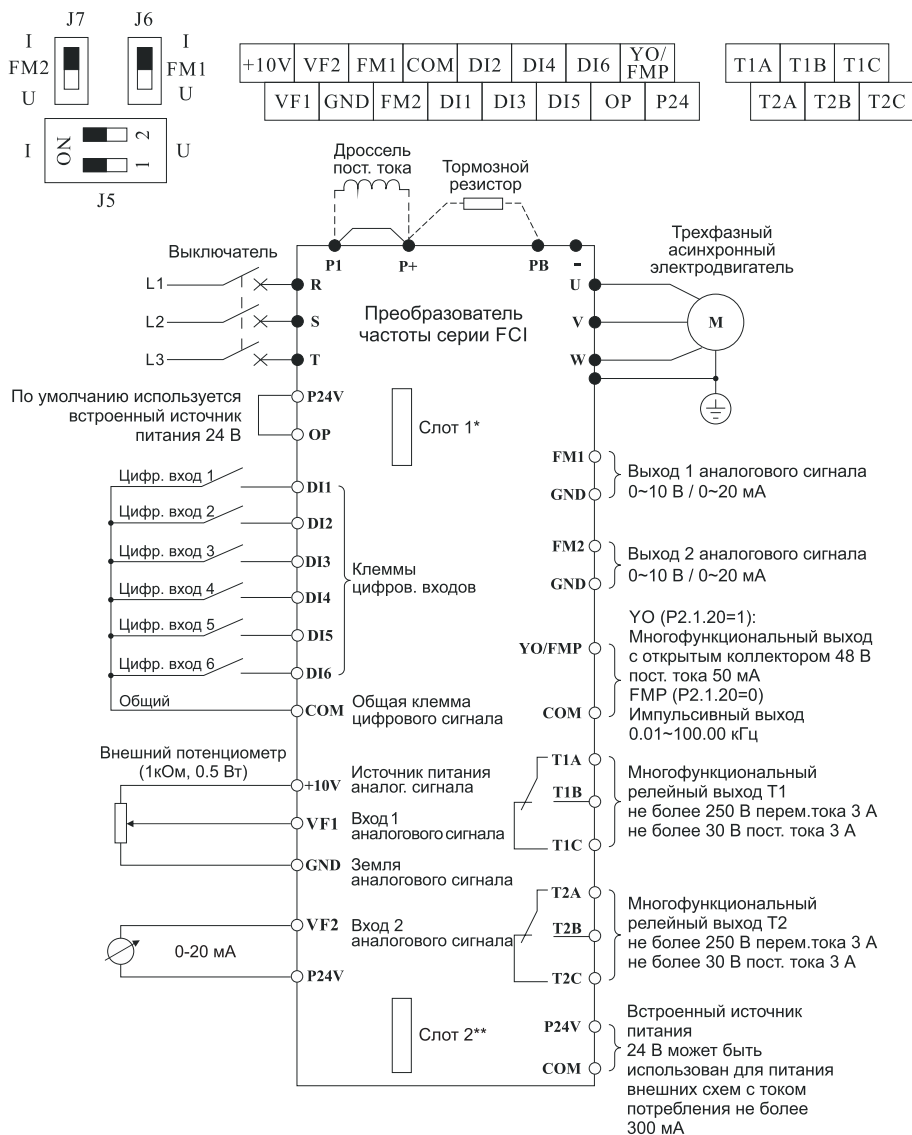 J7
J6
I
FM2
U
I
FM1
U
I
ON
1
2
U
J5
+10V VF2 FM1 COM DI2 DI4 DI6 YO/FMP
VF1 GND FM2 DI1 DI3 DI5 OP P24
T1A T1B T1C
T2A T2B T2C
Дроссель
пост. тока
Тормозной
резистор
P1
P+
PB
-
Выключатель
L1
L2
L3
R
S
T
Преобразователь
частоты серии FCI
U
V
W
Трехфазный
асинхронный
электродвигатель
M
По умолчанию используется
встроенный источник
питания 24 В
P24V
OP
Слот 1*
Цифр. вход 1
Цифр. вход 2
Цифр. вход 3
Цифр. вход 4
Цифр. вход 5
Цифр. вход 6
Общий
DI1
DI2
DI3
DI4
DI5
DI6
COM
Клеммы
цифров. входов
Общая клемма
цифрового сигнала
Внешний потенциометр
(1кОм, 0.5 Вт)
+10V
Источник питания
аналог. сигнала
VF1
Вход 1
аналогового сигнала
GND
Земля
аналогового сигнала
VF2
Вход 2
аналогового сигнала
0-20 мА
P24V
Слот 2**
FM1
GND
Выход 1 аналогового сигнала
0~10 В / 0~20 мА
FM2
GND
Выход 2 аналогового сигнала
0~10 В / 0~20 мА
YO/FMP
COM
YO (P2.1.20=1):
Многофункциональный выход
с открытым коллектором 48 В
пост. тока 50 мА
FMP (P2.1.20=0)
Импульсивный выход
0.01~100.00 кГц
T1A
T1B
T1C
Многофункциональный
релейный выход Т1
не более 250 В перем.тока 3 А
не более 30 В пост. тока 3 А
T2A
T2B
T2C
Многофункциональный
релейный выход Т2
не более 250 В перем.тока 3 А
не более 30 В пост. тока 3 А
P24V
COM
Встроенный источник
питания
24 В может быть
использован для питания
внешних схем с током
потребления не более
300 мА